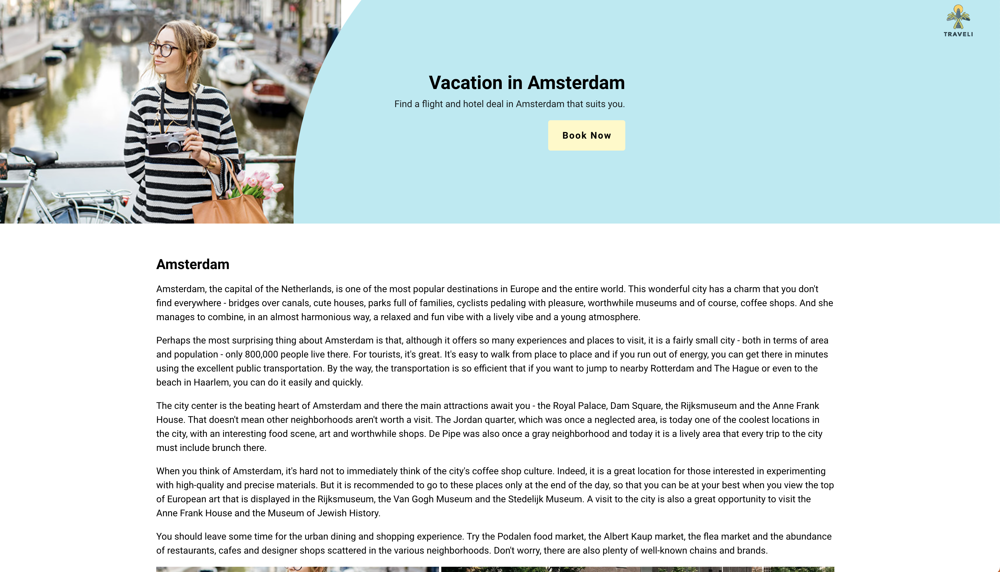 TRAVELI
Vacation in Amsterdam
Find a flight and hotel deal in Amsterdam that suits you.
Book Now
Amsterdam
Amsterdam, the capital of the Netherlands, is one of the most popular destinations in Europe and the entire world. This wonderful city has a charm that you don't
find everywhere - bridges over canals, cute houses, parks full of families, cyclists pedaling with pleasure, worthwhile museums and of course, coffee shops. And she
manages to combine, in an almost harmonious way, a relaxed and fun vibe with a lively vibe and a young atmosphere.
Perhaps the most surprising thing about Amsterdam is that, although it offers so many experiences and places to visit, it is a fairly small city - both in terms of area
and population - only 800,000 people live there. For tourists, it's great. It's easy to walk from place to place and if you run out of energy, you can get there in minutes
using the excellent public transportation. By the way, the transportation is so efficient that if you want to jump to nearby Rotterdam and The Hague or even to the
beach in Haarlem, you can do it easily and quickly.
The city center is the beating heart of Amsterdam and there the main attractions await you - the Royal Palace, Dam Square, the Rijksmuseum and the Anne Frank
House. That doesn't mean other neighborhoods aren't worth a visit. The Jordan quarter, which was once a neglected area, is today one of the coolest locations in
the city, with an interesting food scene, art and worthwhile shops. De Pipe was also once a gray neighborhood and today it is a lively area that every trip to the city
must include brunch there.
When you think of Amsterdam, it's hard not to immediately think of the city's coffee shop culture. Indeed, it is a great location for those interested in experimenting
with high-quality and precise materials. But it is recommended to go to these places only at the end of the day, so that you can be at your best when you view the top
of European art that is displayed in the Rijksmuseum, the Van Gogh Museum and the Stedelijk Museum. A visit to the city is also a great opportunity to visit the
Anne Frank House and the Museum of Jewish History.
You should leave some time for the urban dining and shopping experience. Try the Podalen food market, the Albert Kaup market, the flea market and the abundance
of restaurants, cafes and designer shops scattered in the various neighborhoods. Don't worry, there are also plenty of well-known chains and brands.